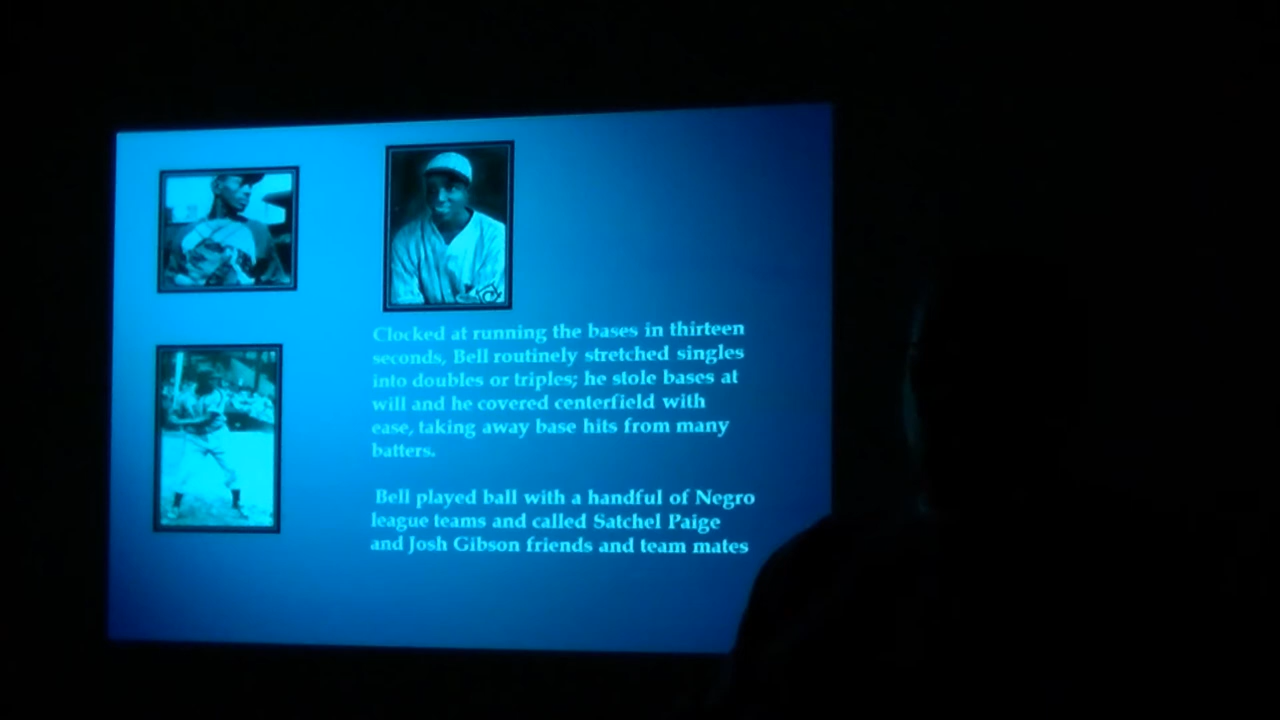 Clocked at running the bases in thirteen
seconds, Bell routinely stretched singles
into doubles or triples; he stole bases at
will and he covered centerfield with
ease, taking away base hits from many
batters.
Bell played ball with a handful of Negro
league teams and called Satchel Paige
and Josh Gibson friends and team mates